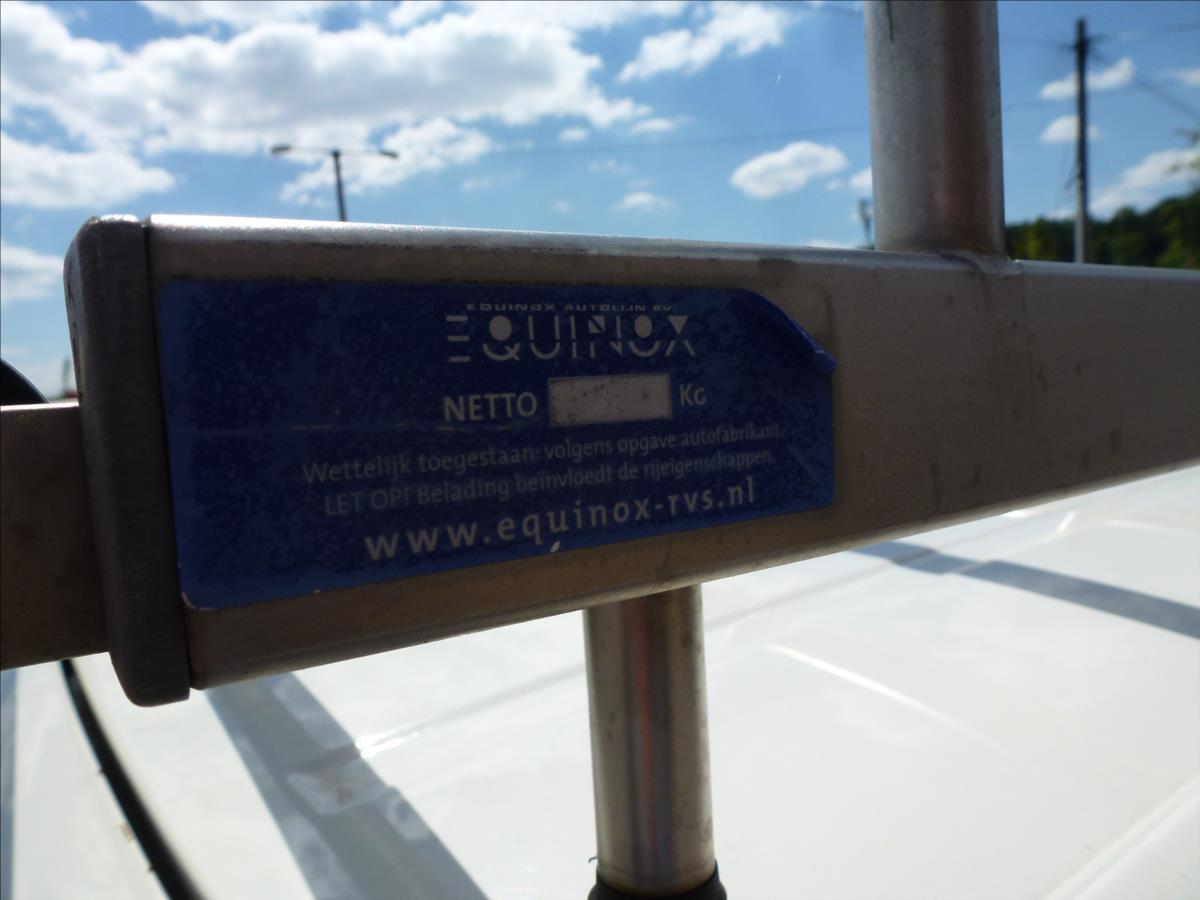 EQUINOX AUTOLIJN BV
EQUINOX
NETTO Kg
Wettelijk toegestaan: volgens opgave autofabrikant.
LET OP! Belading beïnvloedt de rijeigenschappen.
www.equinox-rvs.nl